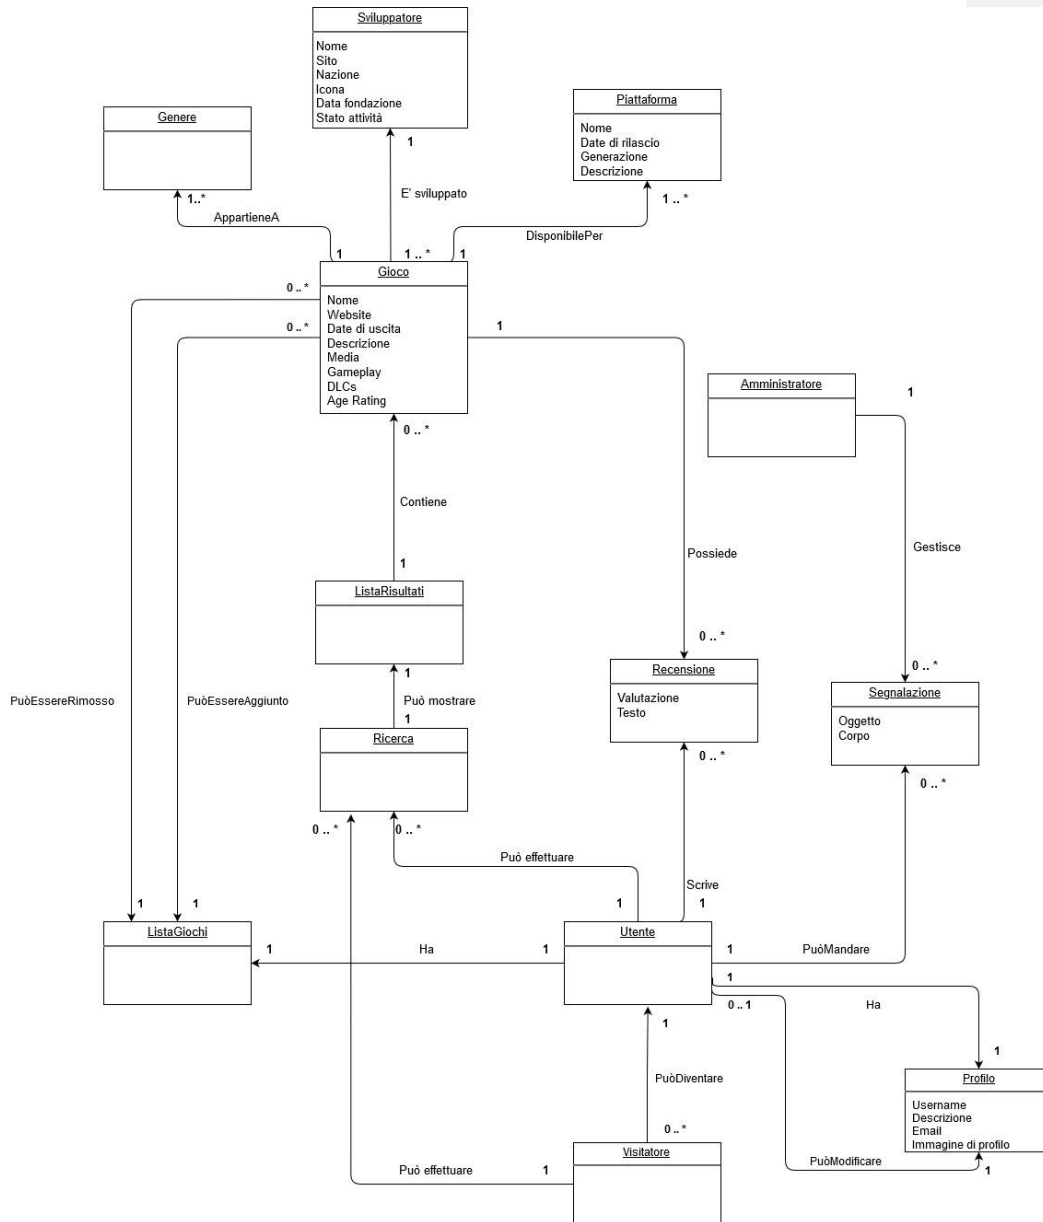 Sviluppatore
Nome
Sito
Nazione
Icona
Data fondazione
Stato attività
1
Piattaforma
Nome
Date di rilascio
Generazione
Descrizione
1 .. *
Genere
1..*
AppartieneA
E' sviluppato
DisponibilePer
1
1 .. *
1
Gioco
Nome
Website
Date di uscita
Descrizione
Media
Gameplay
DLCs
Age Rating
0 .. *
0 .. *
1
0 .. *
Amministratore
1
Contiene
1
Possiede
Gestisce
ListaRisultati
1
0 .. *
0 .. *
PuòEssereRimosso
PuòEssereAggiunto
Può mostrare
1
Recensione
Valutazione
Testo
0 .. *
Segnalazione
Oggetto
Corpo
0 .. *
Ricerca
0 .. *
0 .. *
Può effettuare
Scrive
1
1
1
1
ListaGiochi
1
Ha
1
Utente
1
PuòMandare
1
0 .. 1
Ha
1
1
PuòDiventare
0 .. *
Profilo
Username
Descrizione
Email
Immagine di profilo
1
PuòModificare
Visitatore
Può effettuare
1